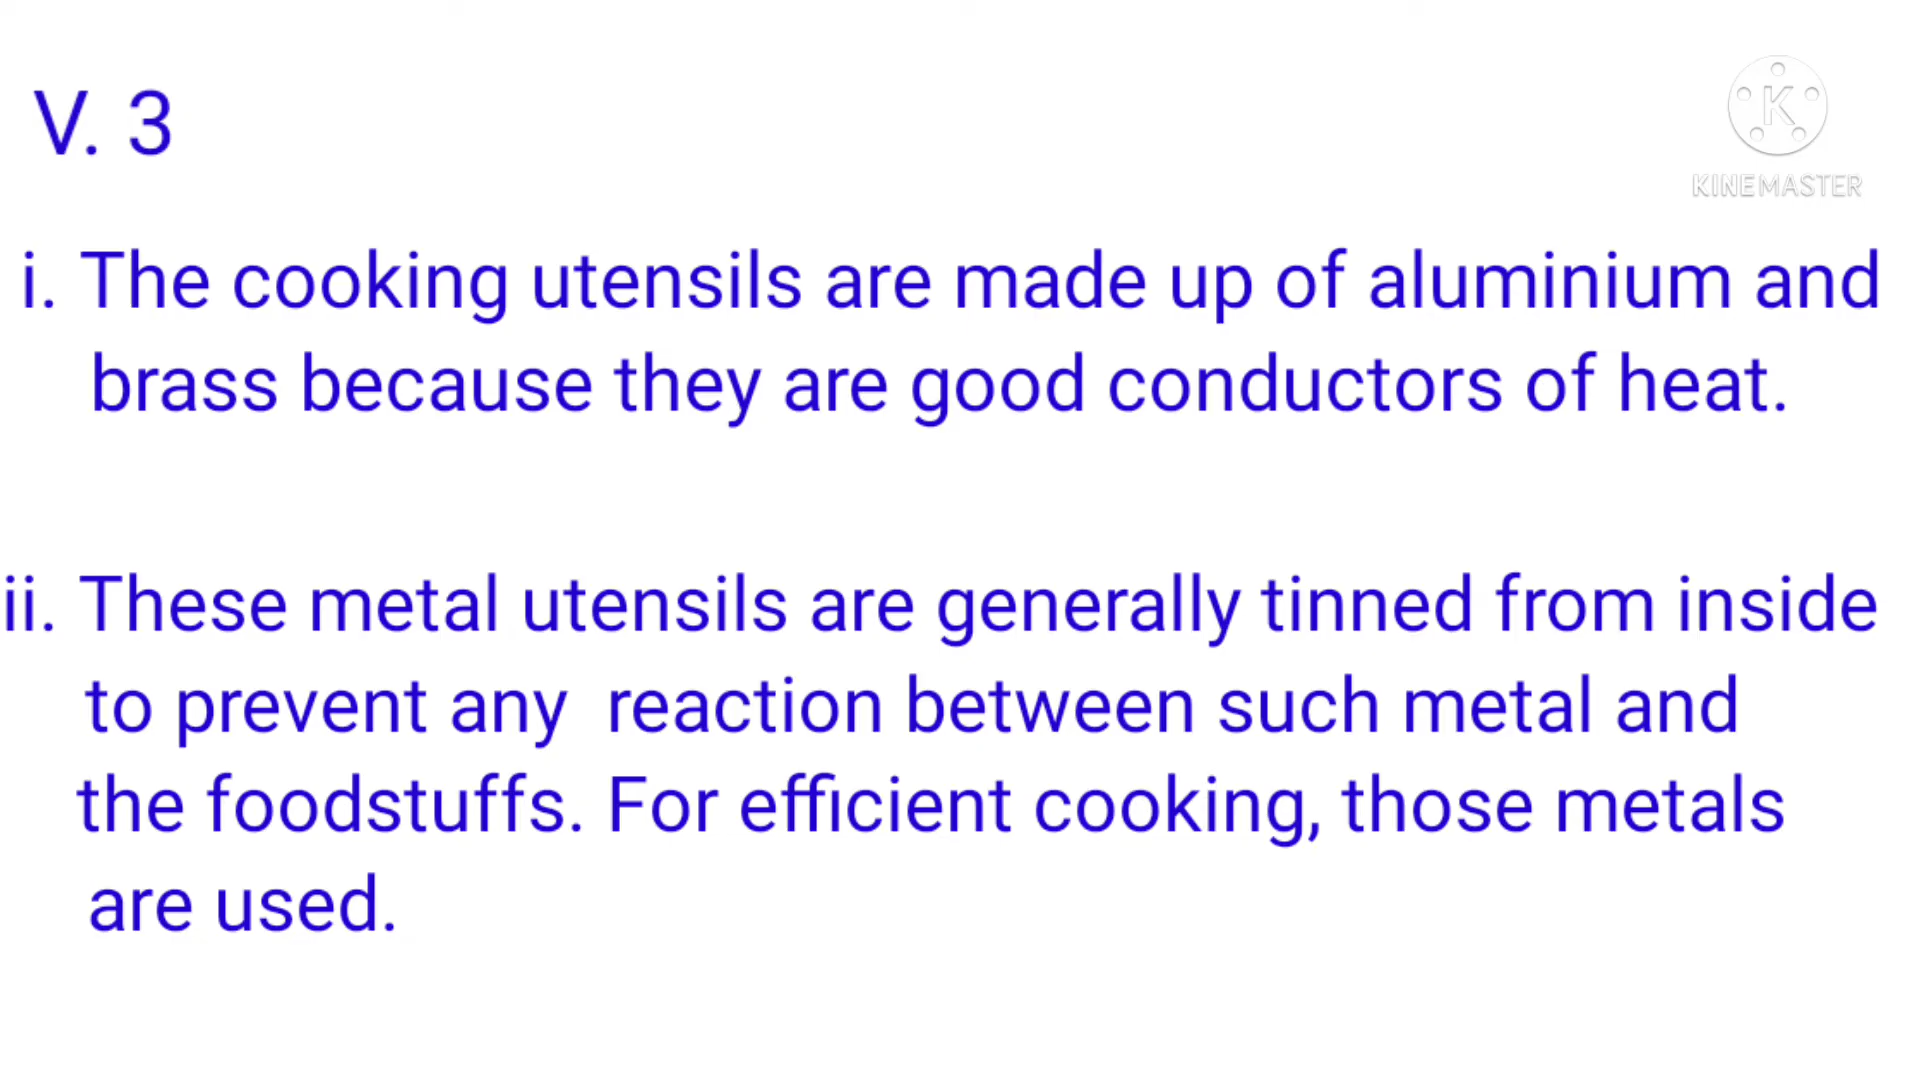 V. 3
KINEMASTER
i. The cooking utensils are made up of aluminium and
brass because they are good conductors of heat.
ii. These metal utensils are generally tinned from inside
to prevent any  reaction between such metal and
the foodstuffs. For efficient cooking, those metals
are used.